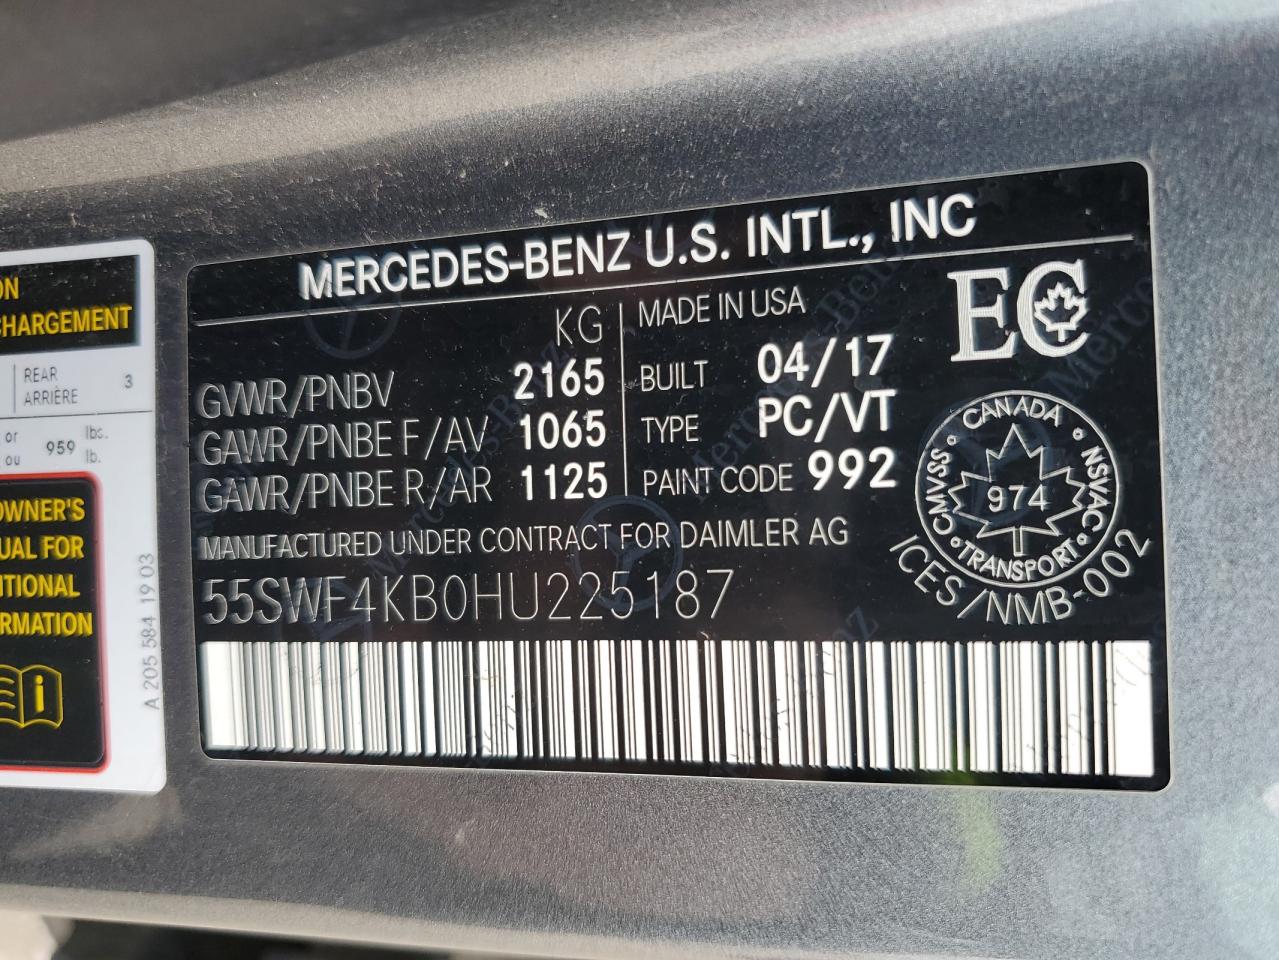 ON
CHARGEMENT
REAR
ARRIÈRE 3
or
ou 959 lbs.
lb.
OWNER'S
UAL FOR
ITIONAL
RMATION
A 205 584 19 03
MERCEDES-BENZ U.S. INTL., INC
KG
GVWR/PNBV 2165
GAWR/PNBE F/AV 1065
GAWR/PNBE R/AR 1125
MADE IN USA
BUILT 04/17
TYPE PC/VT
PAINT CODE 992
MANUFACTURED UNDER CONTRACT FOR DAIMLER AG
55SWF4KB0HU225187
EC
CANADA
CMVSS NSVAC
974
TRANSPORT
ICES/NMB-002